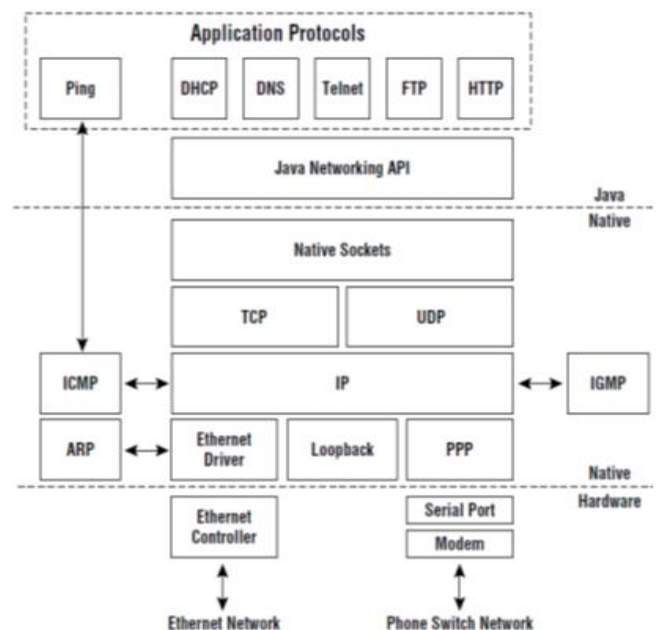 Application Protocols
Ping DHCP DNS Telnet FTP HTTP
Java Networking API
Java
Native
Native Sockets
TCP UDP
ICMP IP IGMP
ARP Ethernet Driver Loopback PPP
Native
Hardware
Ethernet Controller
Serial Port
Modem
Ethernet Network Phone Switch Network